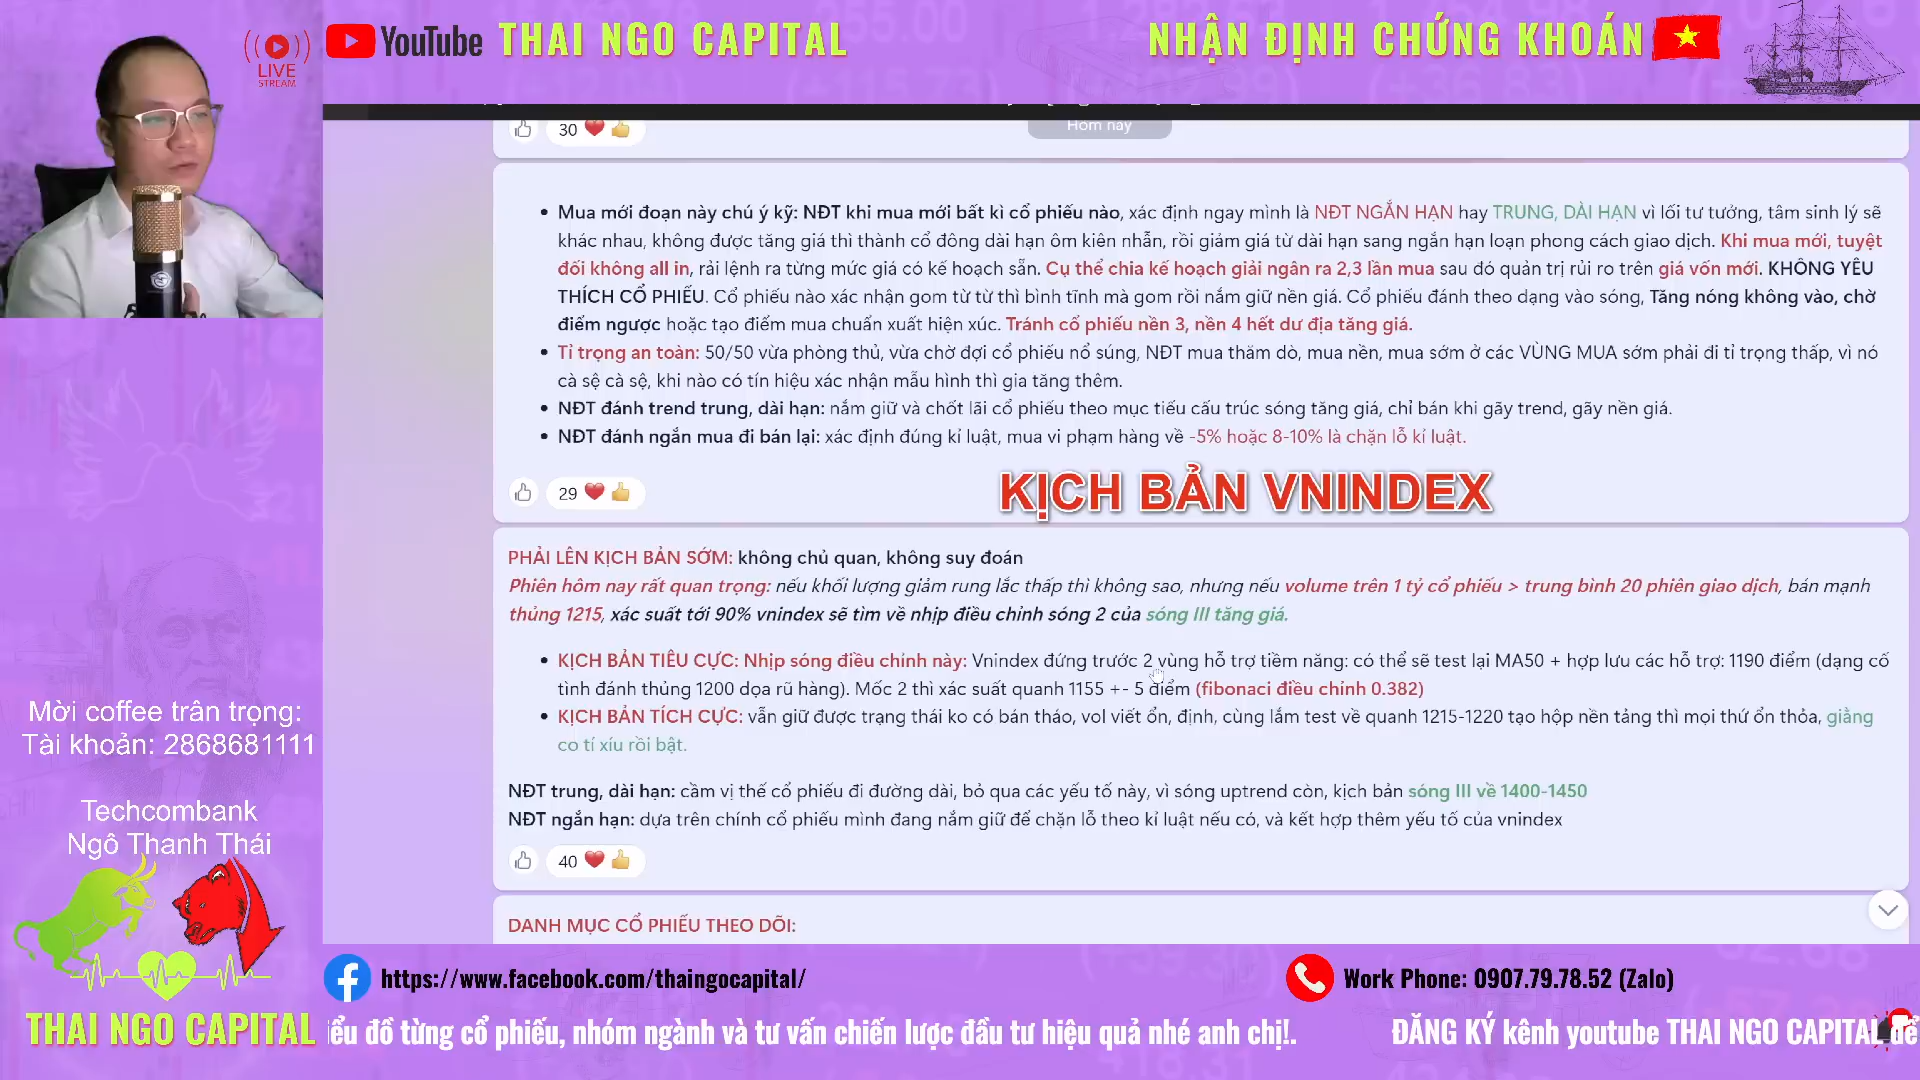 LIVE
STREAM
YouTube THAI NGO CAPITAL
NHẬN ĐỊNH CHỨNG KHOÁN
30
Hôm nay
• Mua mới đoạn này chú ý kỹ: NĐT khi mua mới bất kì cổ phiếu nào, xác định ngay mình là NĐT NGẮN HẠN hay TRUNG, DÀI HẠN vì lối tư tưởng, tâm sinh lý sẽ
khác nhau, không được tăng giá thì thành cổ đông dài hạn ôm kiên nhẫn, rồi giảm giá từ dài hạn sang ngắn hạn loạn phong cách giao dịch. Khi mua mới, tuyệt
đối không all in, rải lệnh ra từng mức giá có kế hoạch sẵn. Cụ thể chia kế hoạch giải ngân ra 2,3 lần mua sau đó quản trị rủi ro trên giá vốn mới. KHÔNG YÊU
THÍCH CỔ PHIẾU. Cổ phiếu nào xác nhận gom từ từ thì bình tĩnh mà gom rồi nắm giữ nền giá. Cổ phiếu đánh theo dạng vào sóng, Tăng nóng không vào, chờ
điểm ngược hoặc tạo điểm mua chuẩn xuất hiện xúc. Tránh cổ phiếu nền 3, nền 4 hết dư địa tăng giá.
• Tỉ trọng an toàn: 50/50 vừa phòng thủ, vừa chờ đợi cổ phiếu nổ súng, NĐT mua thăm dò, mua nền, mua sớm ở các VÙNG MUA sớm phải đi tỉ trọng thấp, vì nó
cà sệ cà sệ, khi nào có tín hiệu xác nhận mẫu hình thì gia tăng thêm.
• NĐT đánh trend trung, dài hạn: nắm giữ và chốt lãi cổ phiếu theo mục tiêu cấu trúc sóng tăng giá, chỉ bán khi gãy trend, gãy nền giá.
• NĐT đánh ngắn mua đi bán lại: xác định đúng kỉ luật, mua vi phạm hàng về -5% hoặc 8-10% là chặn lỗ kỉ luật.
29
KỊCH BẢN VNINDEX
PHẢI LÊN KỊCH BẢN SỚM: không chủ quan, không suy đoán
Phiên hôm nay rất quan trọng: nếu khối lượng giảm rung lắc thấp thì không sao, nhưng nếu volume trên 1 tỷ cổ phiếu > trung bình 20 phiên giao dịch, bán mạnh
thủng 1215, xác suất tới 90% vnindex sẽ tìm về nhịp điều chỉnh sóng 2 của sóng III tăng giá.
• KỊCH BẢN TIÊU CỰC: Nhịp sóng điều chỉnh này: Vnindex đứng trước 2 vùng hỗ trợ tiềm năng: có thể sẽ test lại MA50 + hợp lưu các hỗ trợ: 1190 điểm (dạng cố
tình đánh thủng 1200 dọa rũ hàng). Mốc 2 thì xác suất quanh 1155 +- 5 điểm (fibonaci điều chỉnh 0.382)
• KỊCH BẢN TÍCH CỰC: vẫn giữ được trạng thái ko có bán tháo, vol viết ổn, định, cùng lắm test về quanh 1215-1220 tạo hộp nền tảng thì mọi thứ ổn thỏa, giằng
co tí xíu rồi bật.
NĐT trung, dài hạn: cầm vị thế cổ phiếu đi đường dài, bỏ qua các yếu tố này, vì sóng uptrend còn, kịch bản sóng III về 1400-1450
NĐT ngắn hạn: dựa trên chính cổ phiếu mình đang nắm giữ để chặn lỗ theo kỉ luật nếu có, và kết hợp thêm yếu tố của vnindex
40
DANH MỤC CỔ PHIẾU THEO DÕI:
Mời coffee trân trọng:
Tài khoản: 2868681111
Techcombank
Ngô Thanh Thái
THAI NGO CAPITAL
https://www.facebook.com/thaingocapital/
Work Phone: 0907.79.78.52 (Zalo)
iểu đồ từng cổ phiếu, nhóm ngành và tư vấn chiến lược đầu tư hiệu quả nhé anh chị!.
ĐĂNG KÝ kênh youtube THAI NGO CAPITAL để